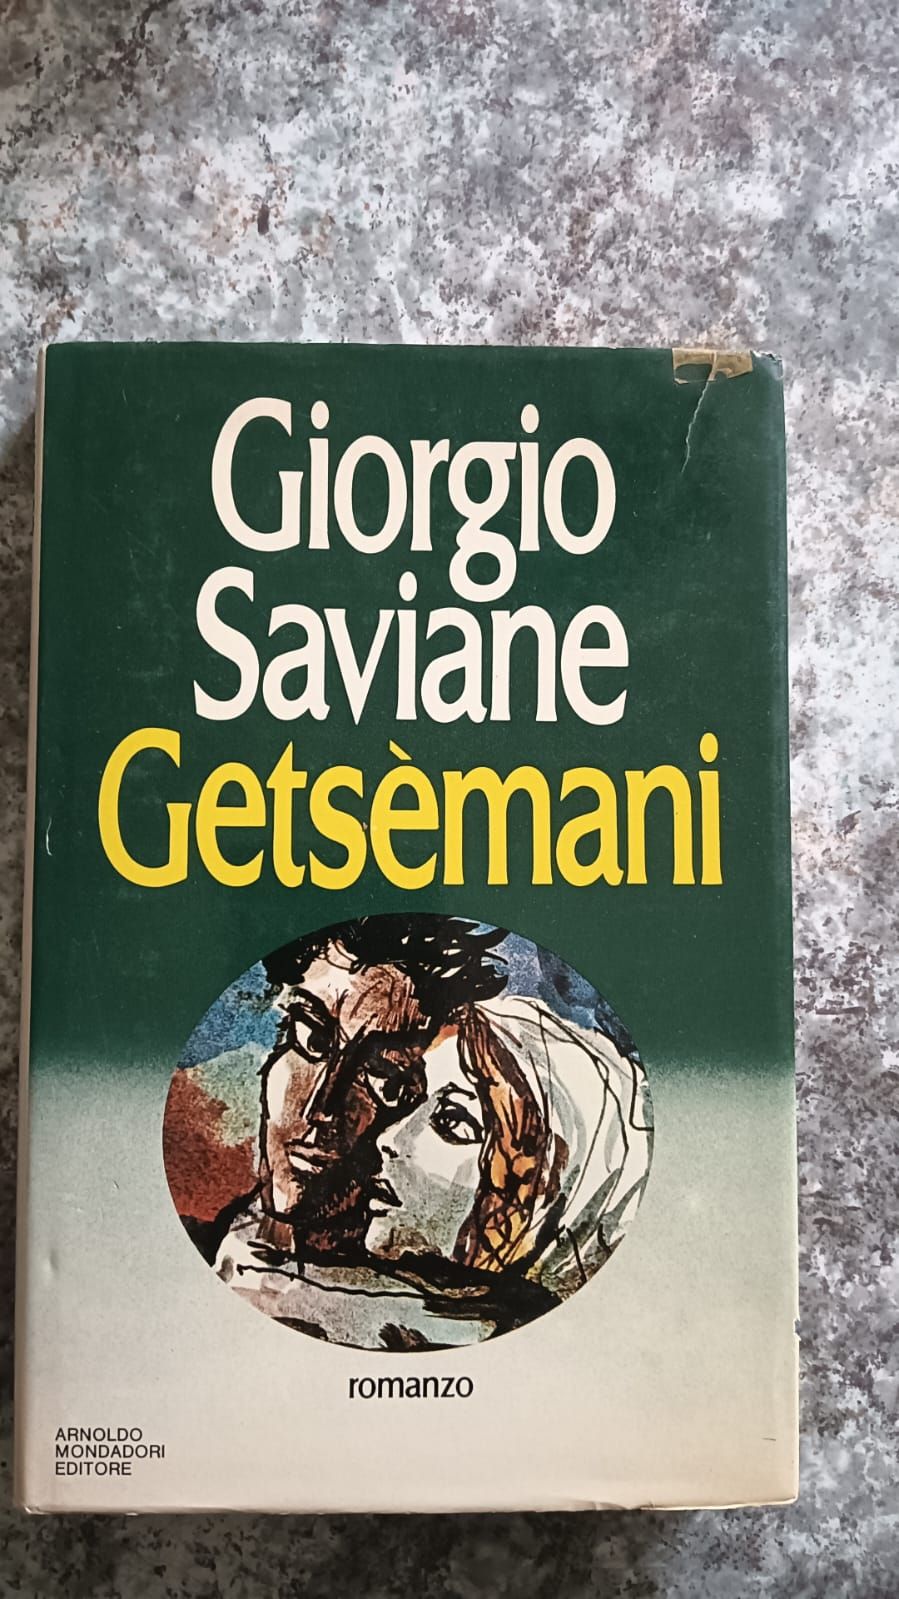 Giorgio
Saviane
Getsèmani
romanzo
ARNOLDO
MONDADORI
EDITORE